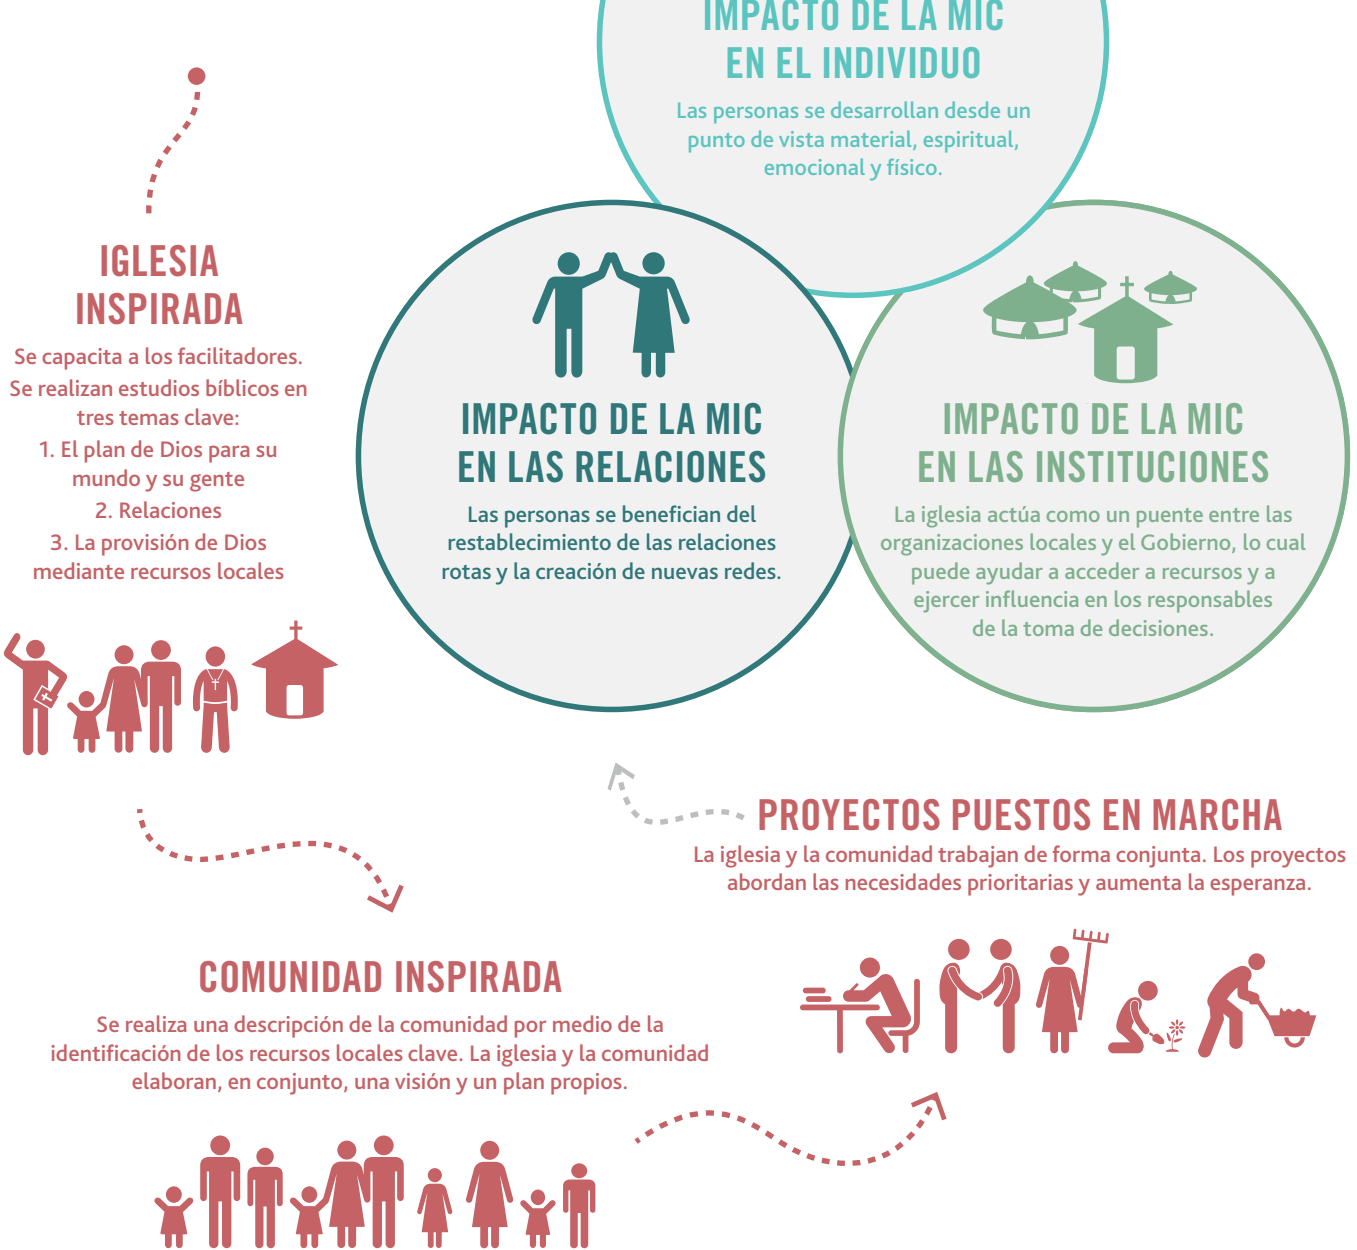 IMPACTO DE LA MIC
EN EL INDIVIDUO
Las personas se desarrollan desde un
punto de vista material, espiritual,
emocional y físico.
IGLESIA
INSPIRADA
Se capacita a los facilitadores.
Se realizan estudios bíblicos en
tres temas clave:
1. El plan de Dios para su
mundo y su gente
2. Relaciones
3. La provisión de Dios
mediante recursos locales
IMPACTO DE LA MIC
EN LAS RELACIONES
Las personas se benefician del
restablecimiento de las relaciones
rotas y la creación de nuevas redes.
IMPACTO DE LA MIC
EN LAS INSTITUCIONES
La iglesia actúa como un puente entre las
organizaciones locales y el Gobierno, lo cual
puede ayudar a acceder a recursos y a
ejercer influencia en los responsables
de la toma de decisiones.
PROYECTOS PUESTOS EN MARCHA
La iglesia y la comunidad trabajan de forma conjunta. Los proyectos
abordan las necesidades prioritarias y aumenta la esperanza.
COMUNIDAD INSPIRADA
Se realiza una descripción de la comunidad por medio de la
identificación de los recursos locales clave. La iglesia y la comunidad
elaboran, en conjunto, una visión y un plan propios.